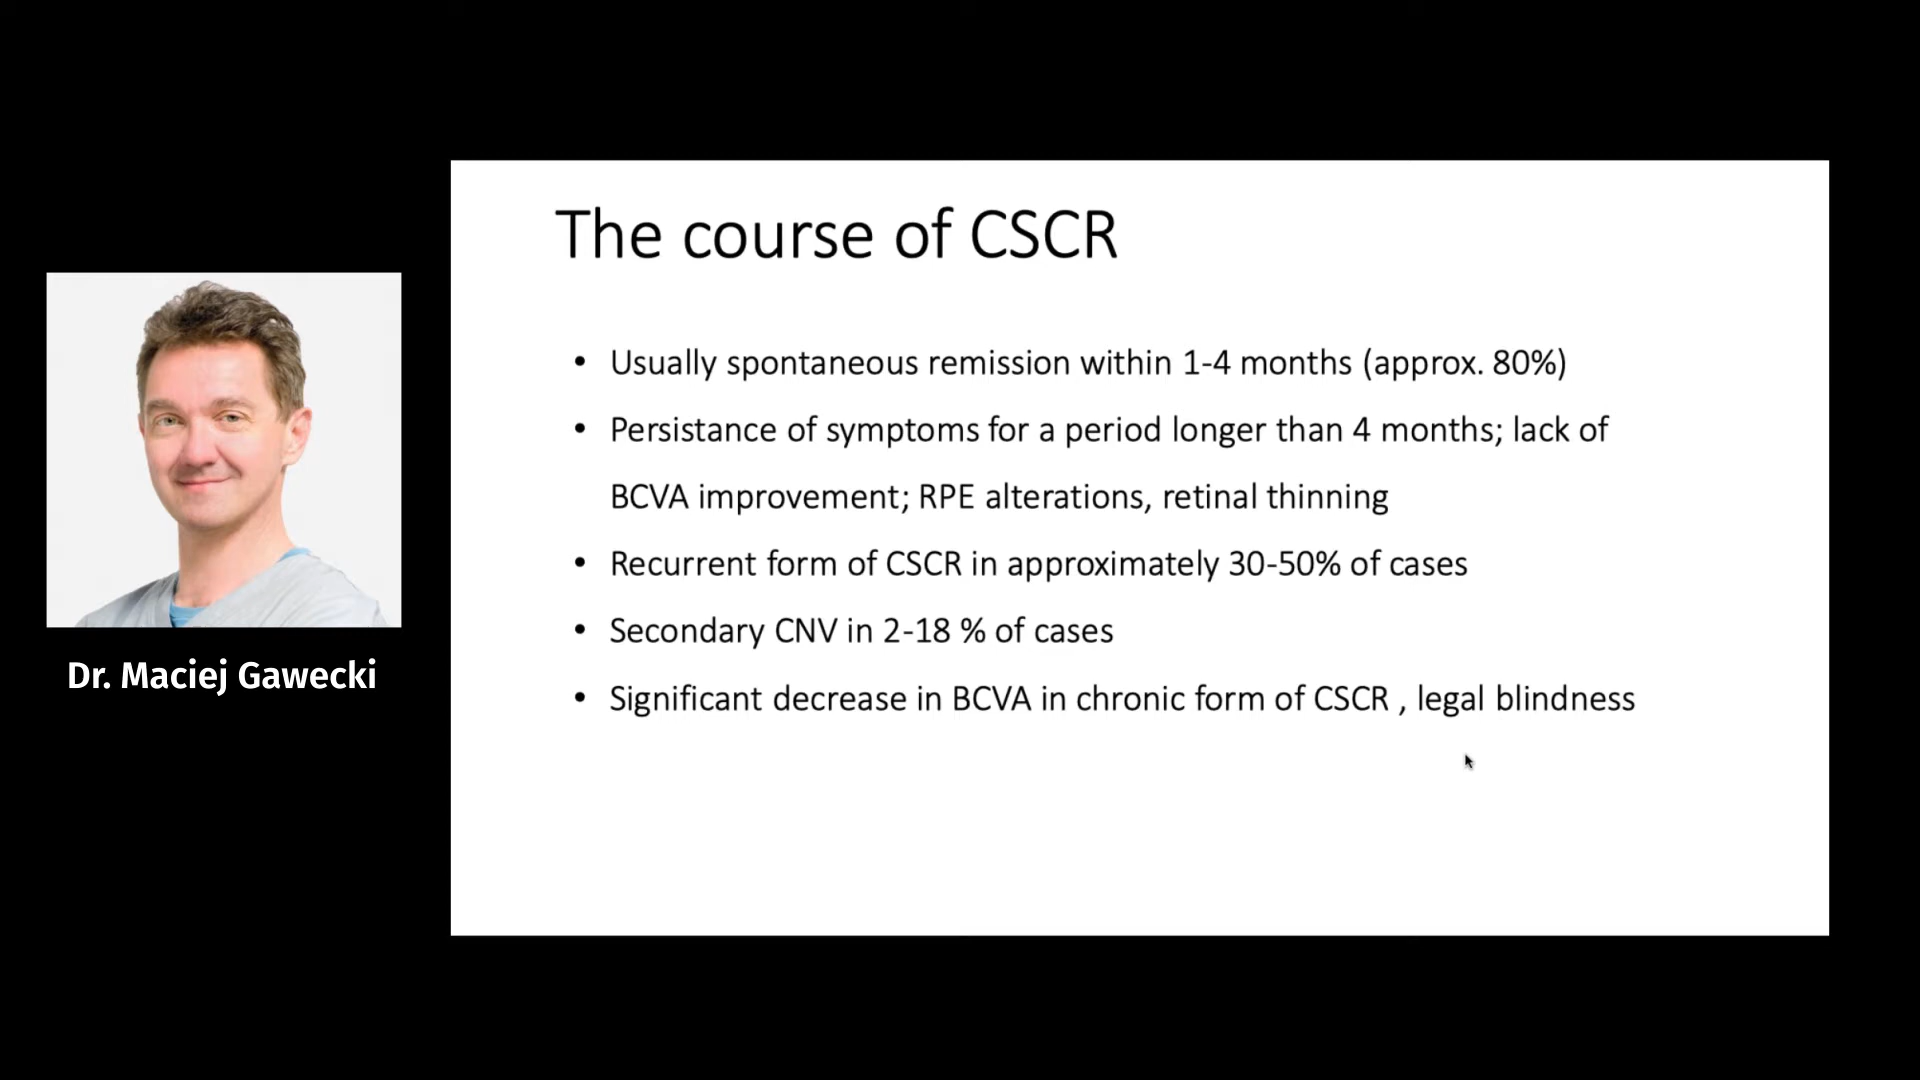 The course of CSCR
• Usually spontaneous remission within 1-4 months (approx. 80%)
• Persistance of symptoms for a period longer than 4 months; lack of
BCVA improvement; RPE alterations, retinal thinning
• Recurrent form of CSCR in approximately 30-50% of cases
• Secondary CNV in 2-18 % of cases
• Significant decrease in BCVA in chronic form of CSCR , legal blindness
Dr. Maciej Gawecki